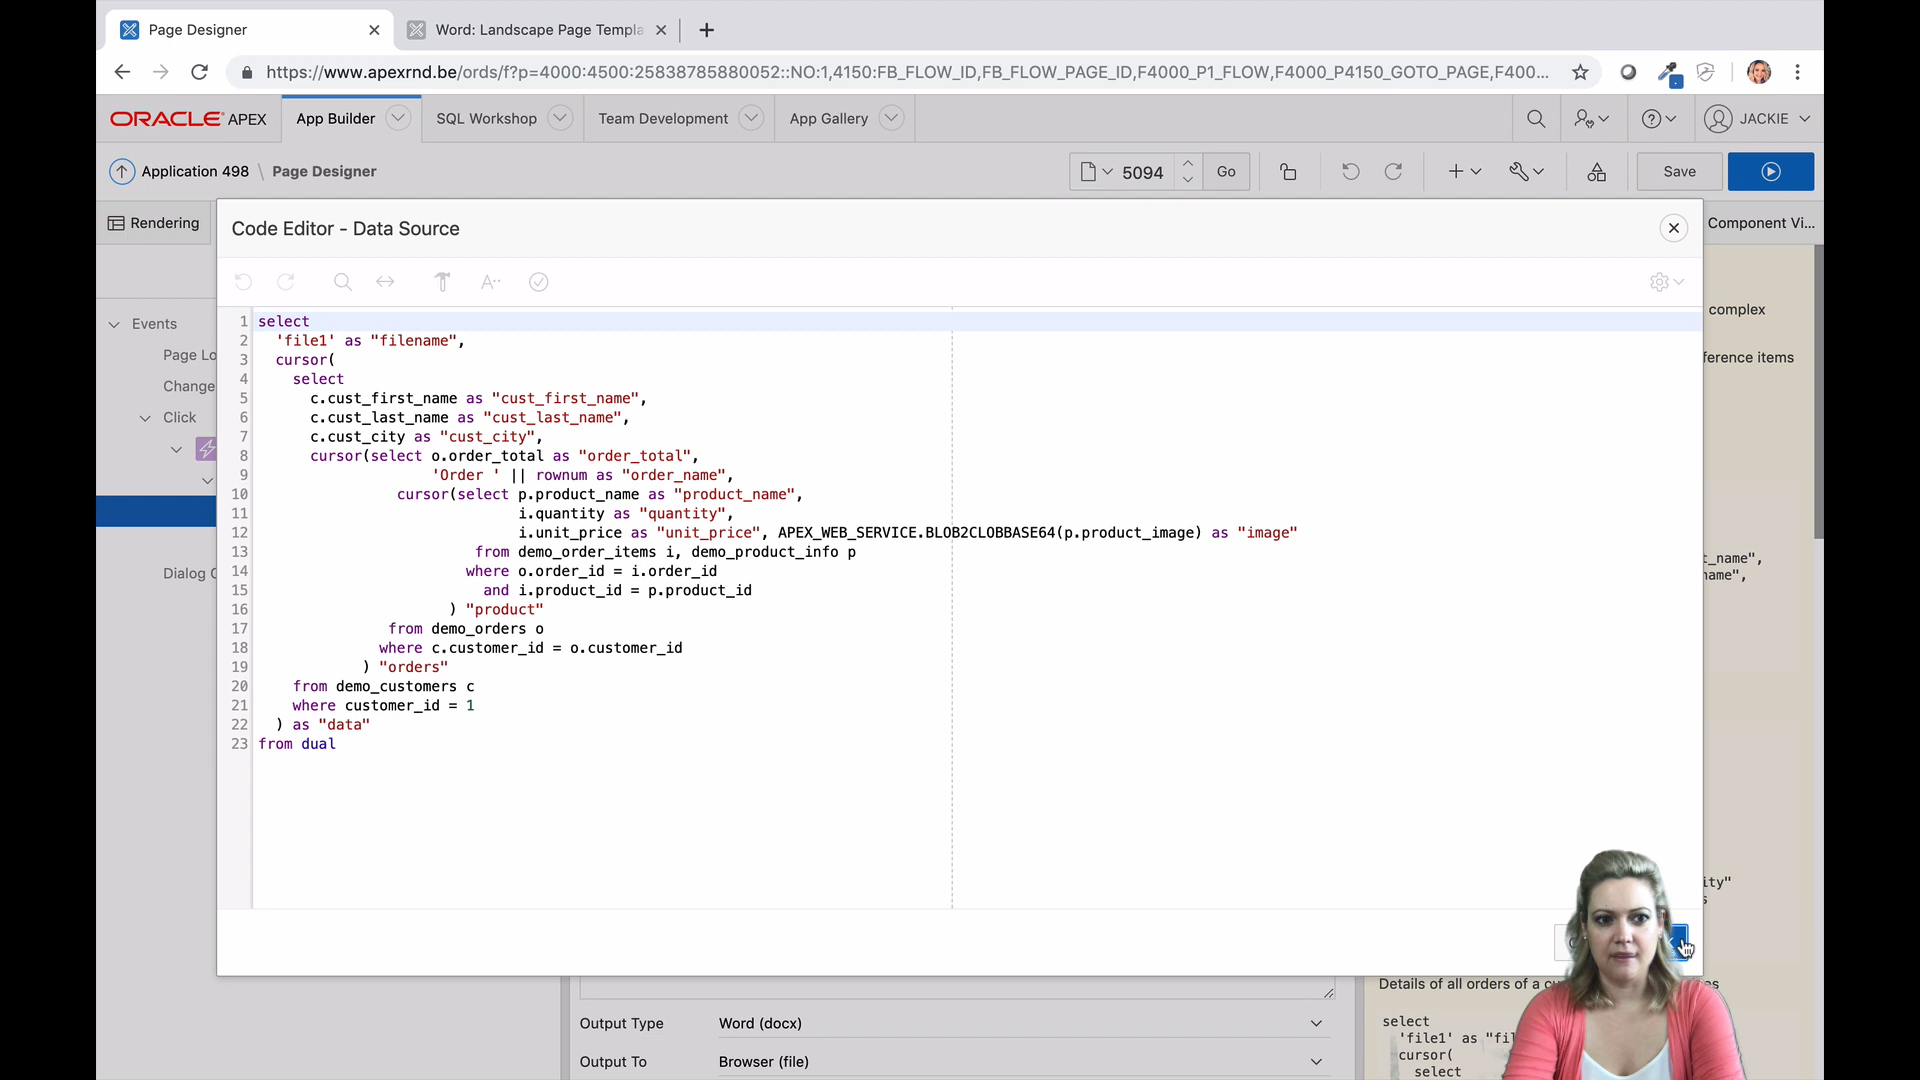 Page Designer
Word: Landscape Page Templa
https://www.apexrnd.be/ords/f?p=4000:4500:25838785880052::NO:1,4150:FB_FLOW_ID,FB_FLOW_PAGE_ID,F4000_P1_FLOW,F4000_P4150_GOTO_PAGE,F400...
ORACLE APEX
App Builder
SQL Workshop
Team Development
App Gallery
JACKIE
Application 498 \ Page Designer
5094
Go
Save
Rendering
Component Vi...
Code Editor - Data Source
Events
Page Lo
Change
Click
Dialog
complex
ference items
t_name",
name",
ity"
s
1 select
2 'file1' as "filename",
3 cursor(
4 select
5 c.cust_first_name as "cust_first_name",
6 c.cust_last_name as "cust_last_name",
7 c.cust_city as "cust_city",
8 cursor(select o.order_total as "order_total",
9 'Order ' || rownum as "order_name",
10 cursor(select p.product_name as "product_name",
11 i.quantity as "quantity",
12 i.unit_price as "unit_price", APEX_WEB_SERVICE.BLOB2CLOBBASE64(p.product_image) as "image"
13 from demo_order_items i, demo_product_info p
14 where o.order_id = i.order_id
15 and i.product_id = p.product_id
16 ) "product"
17 from demo_orders o
18 where c.customer_id = o.customer_id
19 ) "orders"
20 from demo_customers c
21 where customer_id = 1
22 ) as "data"
23 from dual
Output Type
Word (docx)
Output To
Browser (file)
Details of all orders of a
select
'file1' as "fil
cursor(
select